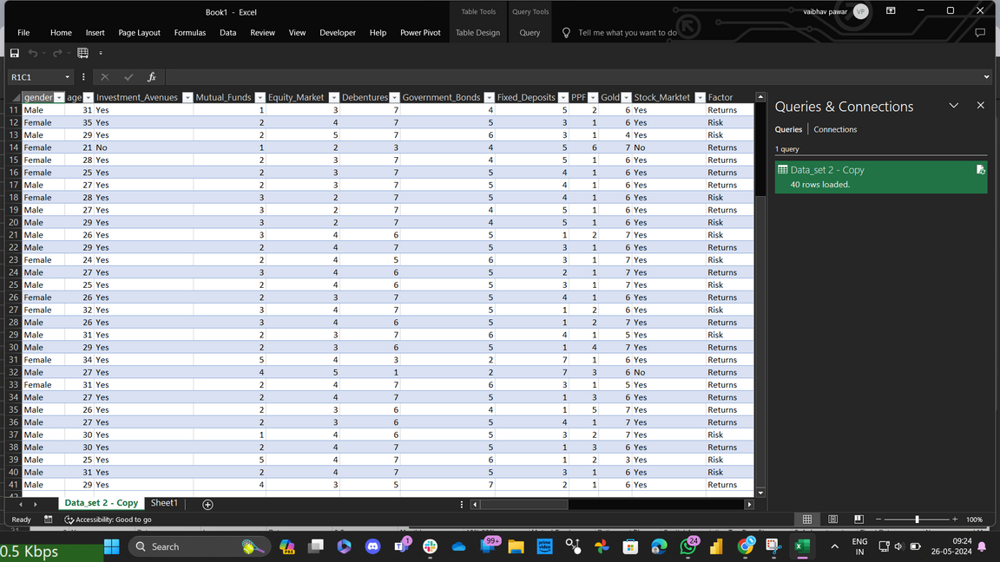 Book1 - Excel
Table Tools
Query Tools
vaibhav pawar
VP
File Home Insert Page Layout Formulas Data Review View Developer Help Power Pivot Table Design Query Tell me what you want to do
R1C1
fx
gender age Investment_Avenues Mutual_Funds Equity_Market Debentures Government_Bonds Fixed_Deposits PPF Gold Stock_Marktet Factor
11 Male 31 Yes 1 3 7 4 5 2 6 Yes Returns
12 Female 35 Yes 2 4 7 5 3 1 6 Yes Risk
13 Male 29 Yes 2 5 7 6 3 1 4 Yes Risk
14 Female 21 No 1 2 3 4 5 6 7 No Returns
15 Female 28 Yes 2 3 7 4 5 1 6 Yes Returns
16 Female 25 Yes 2 3 7 5 4 1 6 Yes Risk
17 Male 27 Yes 2 3 7 5 4 1 6 Yes Returns
18 Female 28 Yes 3 2 7 5 4 1 6 Yes Risk
19 Male 27 Yes 3 2 7 4 5 1 6 Yes Returns
20 Male 29 Yes 3 2 7 4 5 1 6 Yes Risk
21 Male 26 Yes 3 4 6 5 1 2 7 Yes Risk
22 Male 29 Yes 2 4 7 5 3 1 6 Yes Returns
23 Female 24 Yes 2 4 5 6 3 1 7 Yes Risk
24 Male 27 Yes 3 4 6 5 2 1 7 Yes Returns
25 Male 25 Yes 2 4 6 5 3 1 7 Yes Risk
26 Female 26 Yes 2 3 7 5 4 1 6 Yes Returns
27 Female 32 Yes 3 4 7 5 1 2 6 Yes Risk
28 Male 26 Yes 3 4 6 5 1 2 7 Yes Returns
29 Male 31 Yes 2 3 7 6 4 1 5 Yes Risk
30 Male 29 Yes 2 3 6 5 1 4 7 Yes Returns
31 Female 34 Yes 5 4 3 2 7 1 6 Yes Returns
32 Male 27 Yes 4 5 1 2 7 3 6 No Returns
33 Female 31 Yes 2 4 7 6 3 1 5 Yes Risk
34 Male 27 Yes 2 4 7 5 1 3 6 Yes Returns
35 Male 26 Yes 2 3 6 4 1 5 7 Yes Returns
36 Male 27 Yes 2 3 6 5 4 1 7 Yes Returns
37 Male 30 Yes 1 4 6 5 3 2 7 Yes Risk
38 Male 30 Yes 2 4 7 5 1 3 6 Yes Returns
39 Male 25 Yes 5 4 7 6 1 2 3 Yes Risk
40 Male 31 Yes 2 4 7 5 3 1 6 Yes Risk
41 Male 29 Yes 4 3 5 7 2 1 6 Yes Returns
Queries & Connections
Queries Connections
1 query
Data_set 2 - Copy
40 rows loaded.
Data_set 2 - Copy Sheet1
Ready Accessibility: Good to go 100%
0.5 Kbps
Search
1
99+
prime video
24
ENG
IN
09:24
26-05-2024